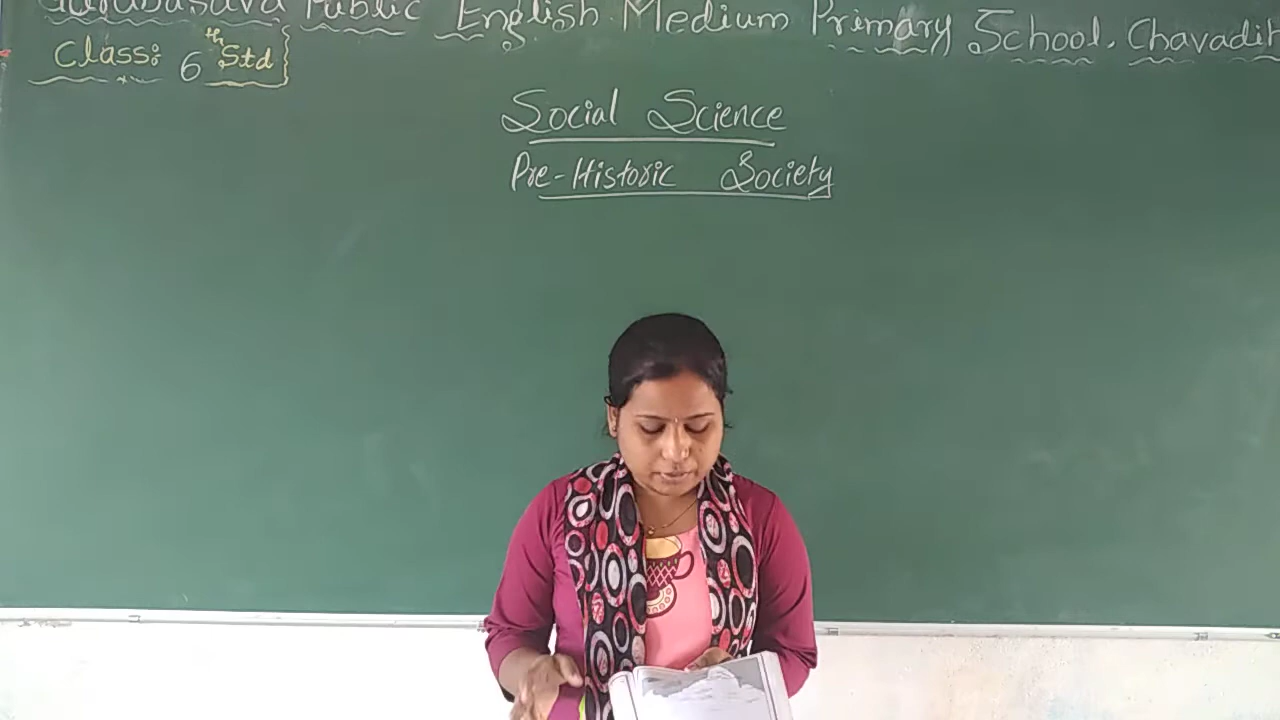 Public English Medium Primary School, Chavadih
Class: 6th Std
Social Science
Pre-Historic Society